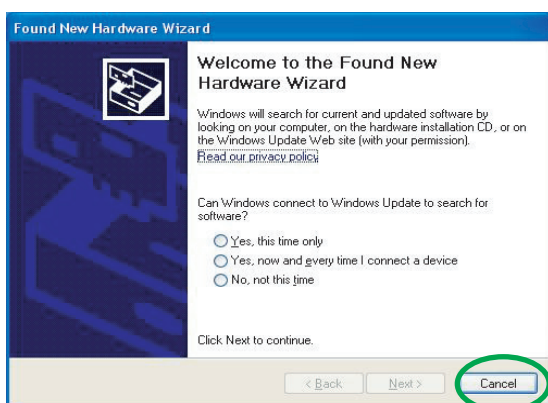 Found New Hardware Wizard
Welcome to the Found New
Hardware Wizard
Windows will search for current and updated software by
looking on your computer, on the hardware installation CD, or on
the Windows Update Web site (with your permission).
Read our privacy policy
Can Windows connect to Windows Update to search for
software?
Yes, this time only
Yes, now and every time I connect a device
No, not this time
Click Next to continue.
< Back Next > Cancel